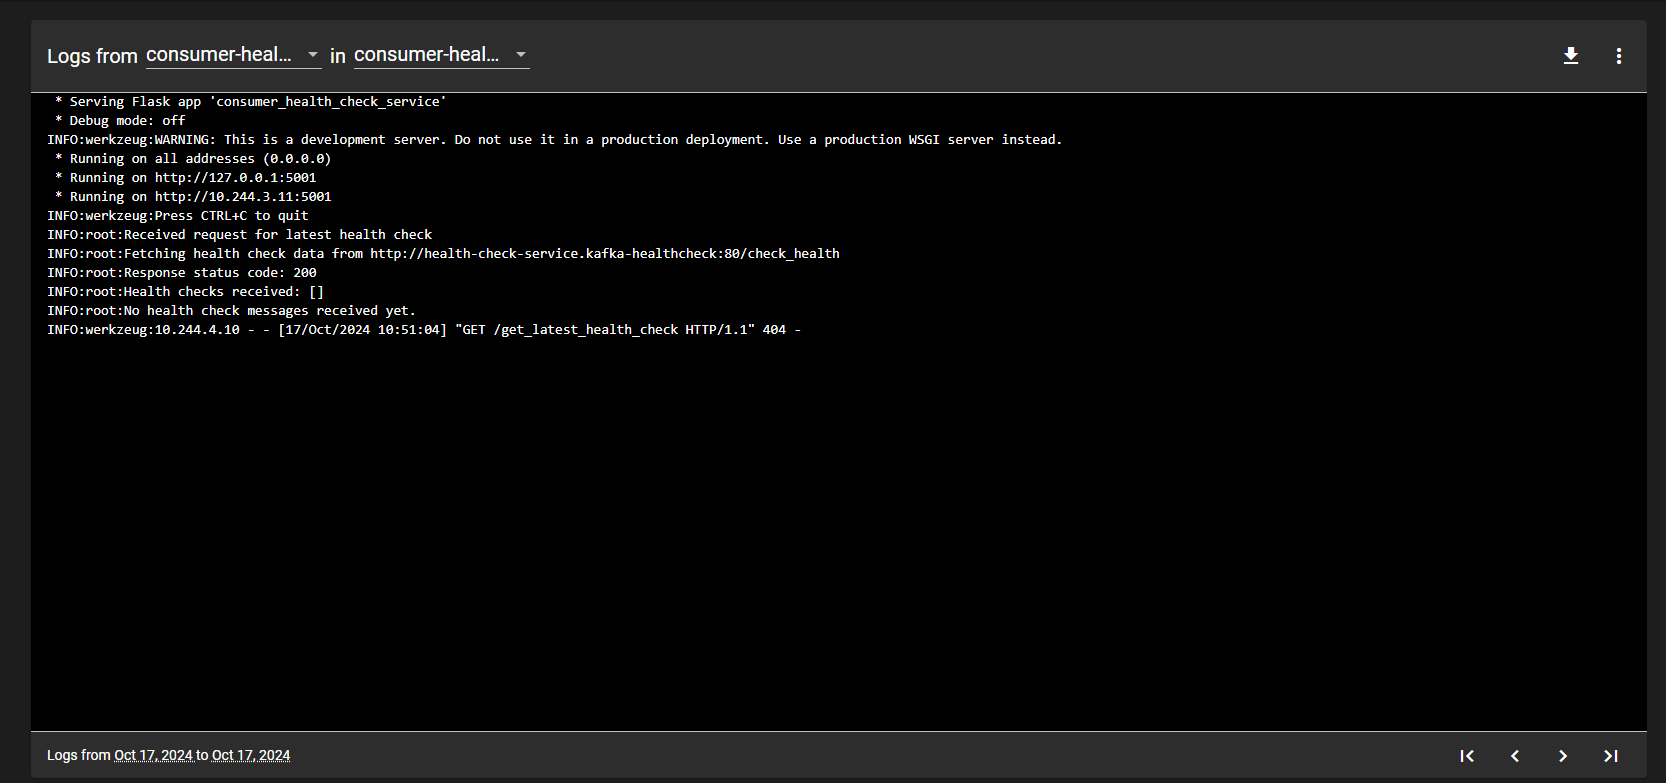 Logs from consumer-heal... in consumer-heal...
* Serving Flask app 'consumer_health_check_service'
* Debug mode: off
INFO:werkzeug:WARNING: This is a development server. Do not use it in a production deployment. Use a production WSGI server instead.
* Running on all addresses (0.0.0.0)
* Running on http://127.0.0.1:5001
* Running on http://10.244.3.11:5001
INFO:werkzeug:Press CTRL+C to quit
INFO:root:Received request for latest health check
INFO:root:Fetching health check data from http://health-check-service.kafka-healthcheck:80/check_health
INFO:root:Response status code: 200
INFO:root:Health checks received: []
INFO:root:No health check messages received yet.
INFO:werkzeug:10.244.4.10 - - [17/Oct/2024 10:51:04] "GET /get_latest_health_check HTTP/1.1" 404 -
Logs from Oct 17, 2024 to Oct 17, 2024